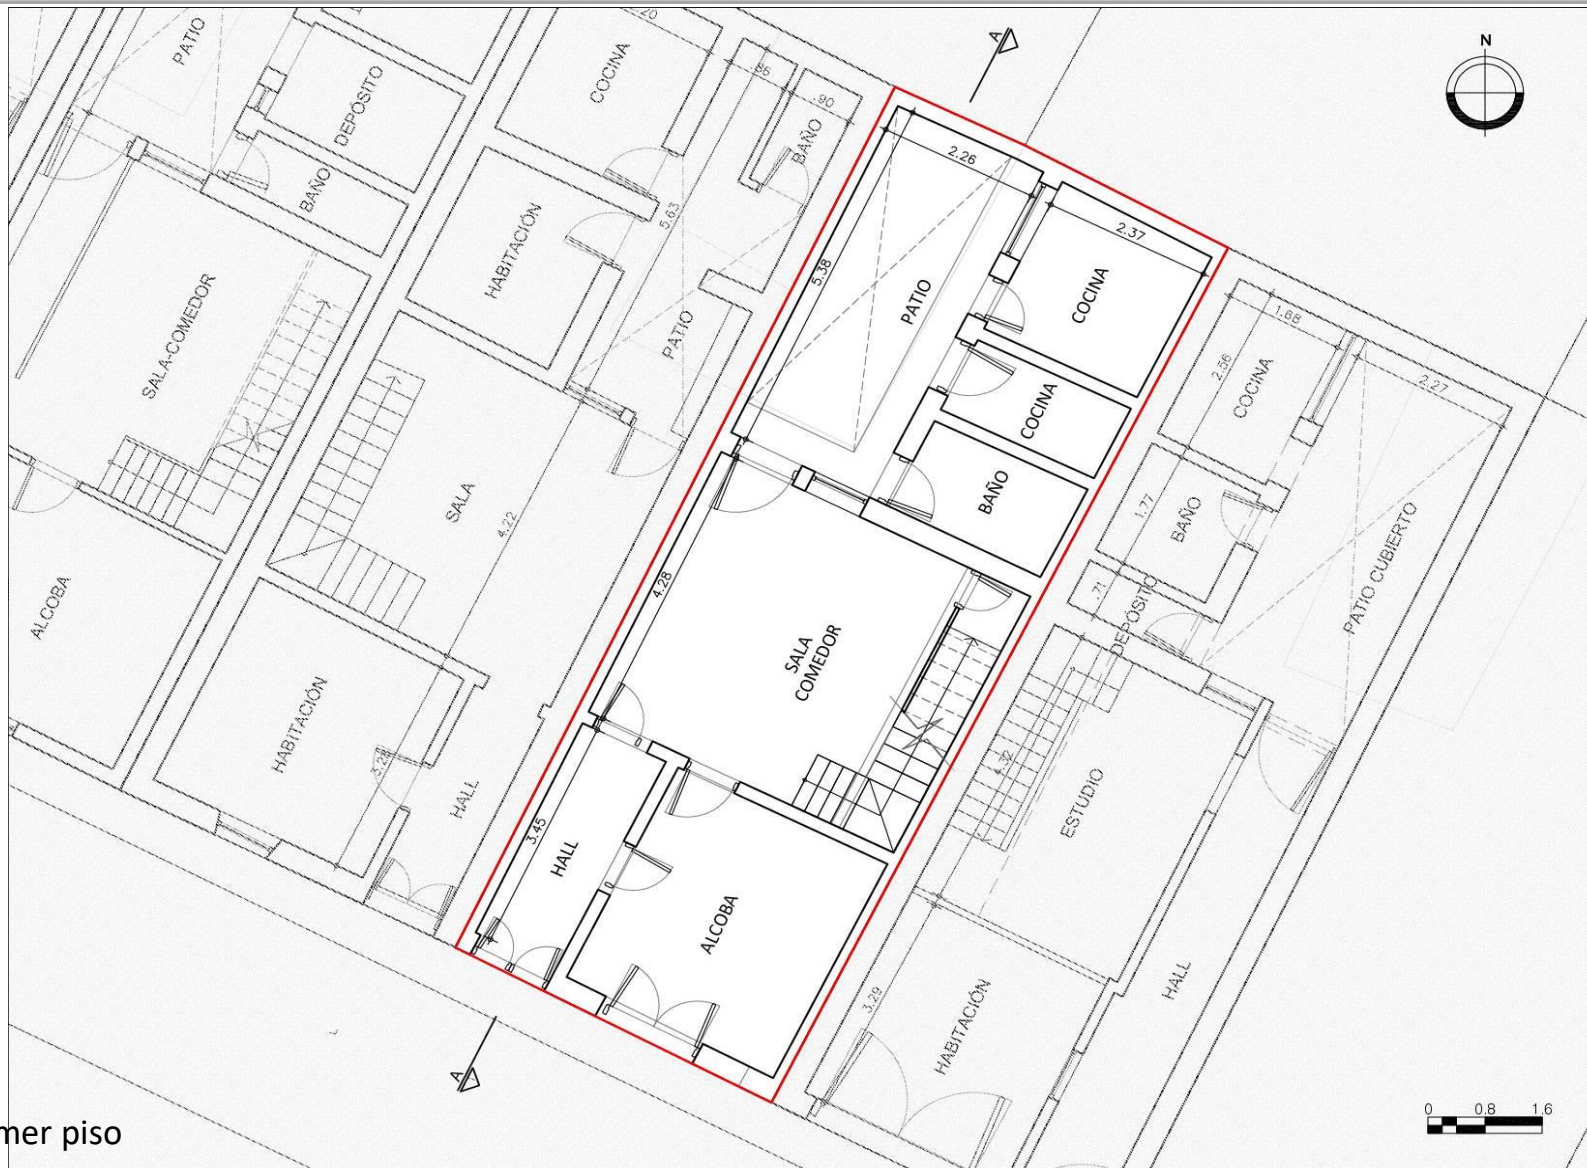 A
N
PATIO
DEPÓSITO
BAÑO
.20
COCINA
.86
.90
BAÑO
HABITACIÓN
5.63
PATIO
SALA-COMEDOR
SALA
4.22
ALCOBA
HABITACIÓN
3.28
HALL
2.26
2.37
5.38
PATIO
COCINA
COCINA
BAÑO
4.28
SALA
COMEDOR
3.45
HALL
ALCOBA
1.68
2.56
COCINA
2.27
1.77
BAÑO
.71
DEPÓSITO
PATIO CUBIERTO
4.32
ESTUDIO
3.29
HABITACIÓN
HALL
A
0 0.8 1.6
mer piso